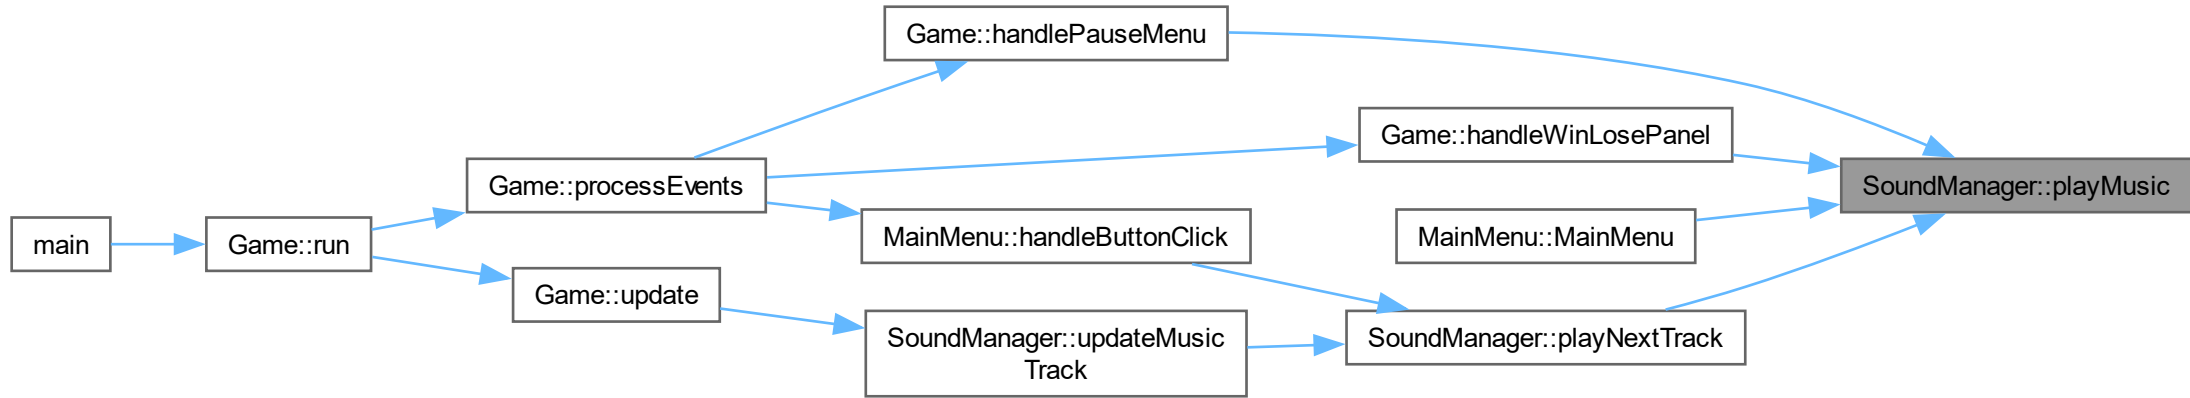 Game::handlePauseMenu
Game::handleWinLosePanel
Game::processEvents
SoundManager::playMusic
main
Game::run
MainMenu::handleButtonClick
MainMenu::MainMenu
Game::update
SoundManager::updateMusic
Track
SoundManager::playNextTrack